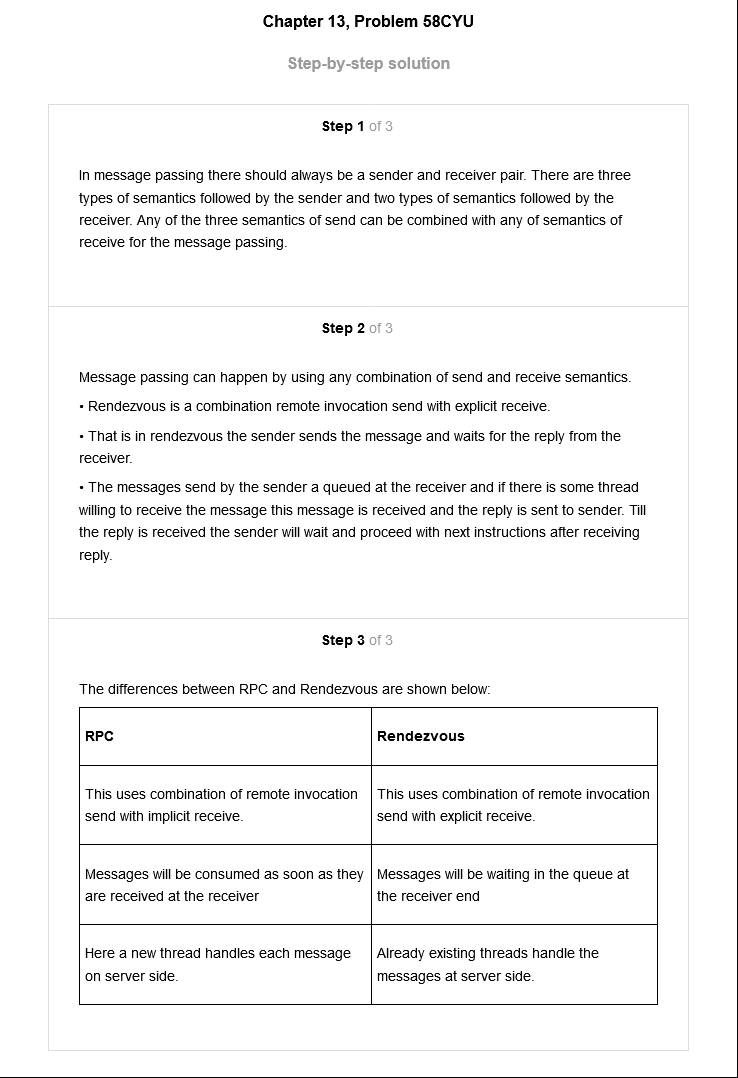 Chapter 13, Problem 58CYU
Step-by-step solution
Step 1 of 3
In message passing there should always be a sender and receiver pair. There are three
types of semantics followed by the sender and two types of semantics followed by the
receiver. Any of the three semantics of send can be combined with any of semantics of
receive for the message passing.
Step 2 of 3
Message passing can happen by using any combination of send and receive semantics.
• Rendezvous is a combination remote invocation send with explicit receive.
• That is in rendezvous the sender sends the message and waits for the reply from the
receiver.
• The messages send by the sender a queued at the receiver and if there is some thread
willing to receive the message this message is received and the reply is sent to sender. Till
the reply is received the sender will wait and proceed with next instructions after receiving
reply.
Step 3 of 3
The differences between RPC and Rendezvous are shown below:
RPC
Rendezvous
This uses combination of remote invocation
send with implicit receive.
This uses combination of remote invocation
send with explicit receive.
Messages will be consumed as soon as they
are received at the receiver
Messages will be waiting in the queue at
the receiver end
Here a new thread handles each message
on server side.
Already existing threads handle the
messages at server side.